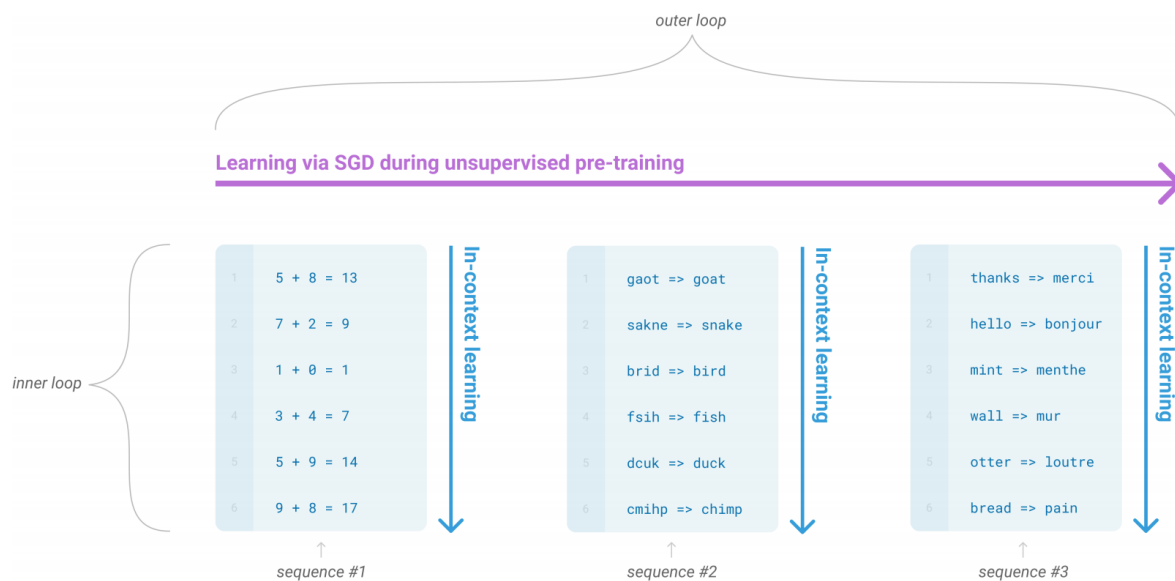 outer loop
Learning via SGD during unsupervised pre-training
inner loop
1 5 + 8 = 13
2 7 + 2 = 9
3 1 + 0 = 1
4 3 + 4 = 7
5 5 + 9 = 14
6 9 + 8 = 17
In-context learning
sequence #1
1 gaot => goat
2 sakne => snake
3 brid => bird
4 fsih => fish
5 dcuk => duck
6 cmihp => chimp
In-context learning
sequence #2
1 thanks => merci
2 hello => bonjour
3 mint => menthe
4 wall => mur
5 otter => loutre
6 bread => pain
In-context learning
sequence #3